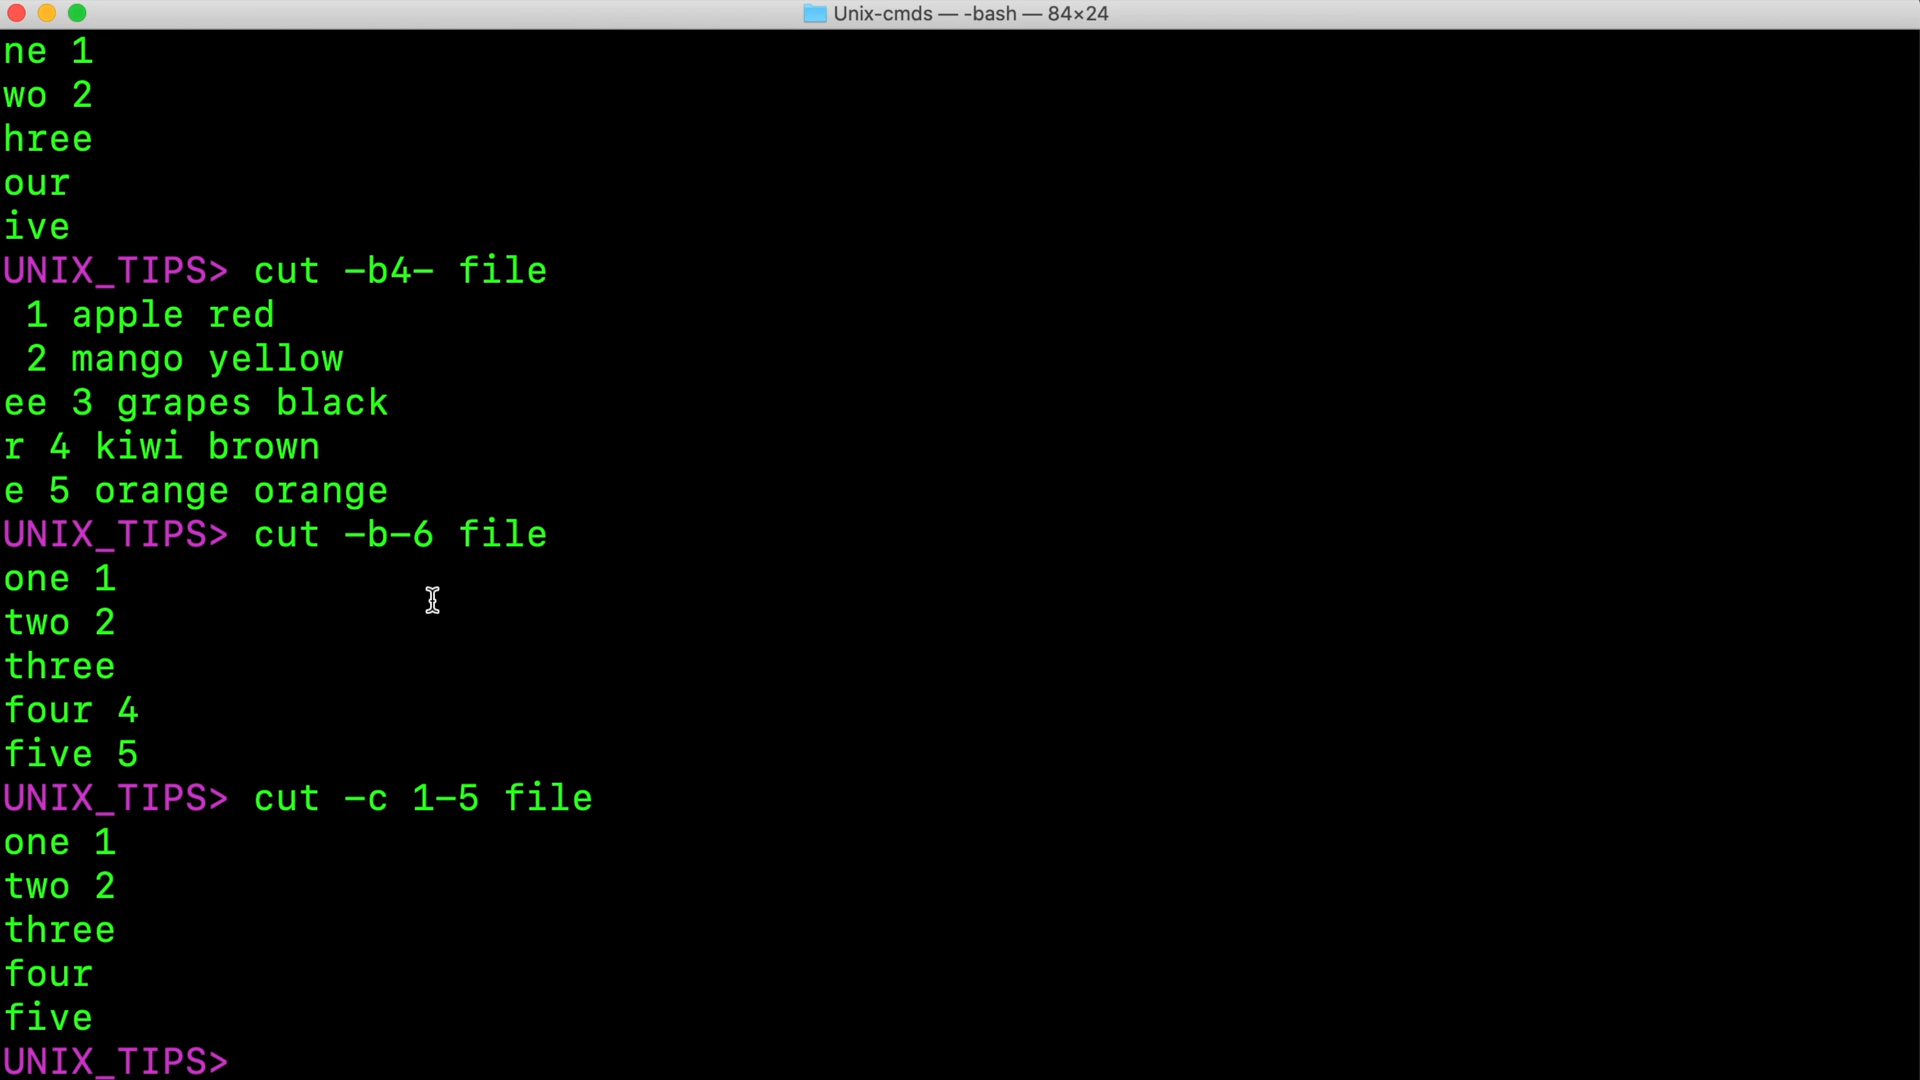 Unix-cmds — -bash — 84×24
ne 1
wo 2
hree
our
ive
UNIX_TIPS> cut -b4- file
 1 apple red
 2 mango yellow
ee 3 grapes black
r 4 kiwi brown
e 5 orange orange
UNIX_TIPS> cut -b-6 file
one 1
two 2
three
four 4
five 5
UNIX_TIPS> cut -c 1-5 file
one 1
two 2
three
four
five
UNIX_TIPS>